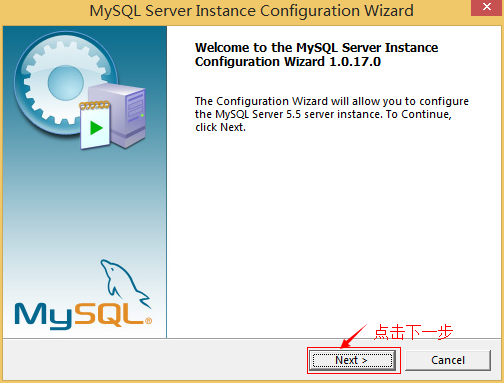 MySQL Server Instance Configuration Wizard
Welcome to the MySQL Server Instance
Configuration Wizard 1.0.17.0
The Configuration Wizard will allow you to configure
the MySQL Server 5.5 server instance. To Continue,
click Next.
MySQL®
点击下一步
Next >
Cancel